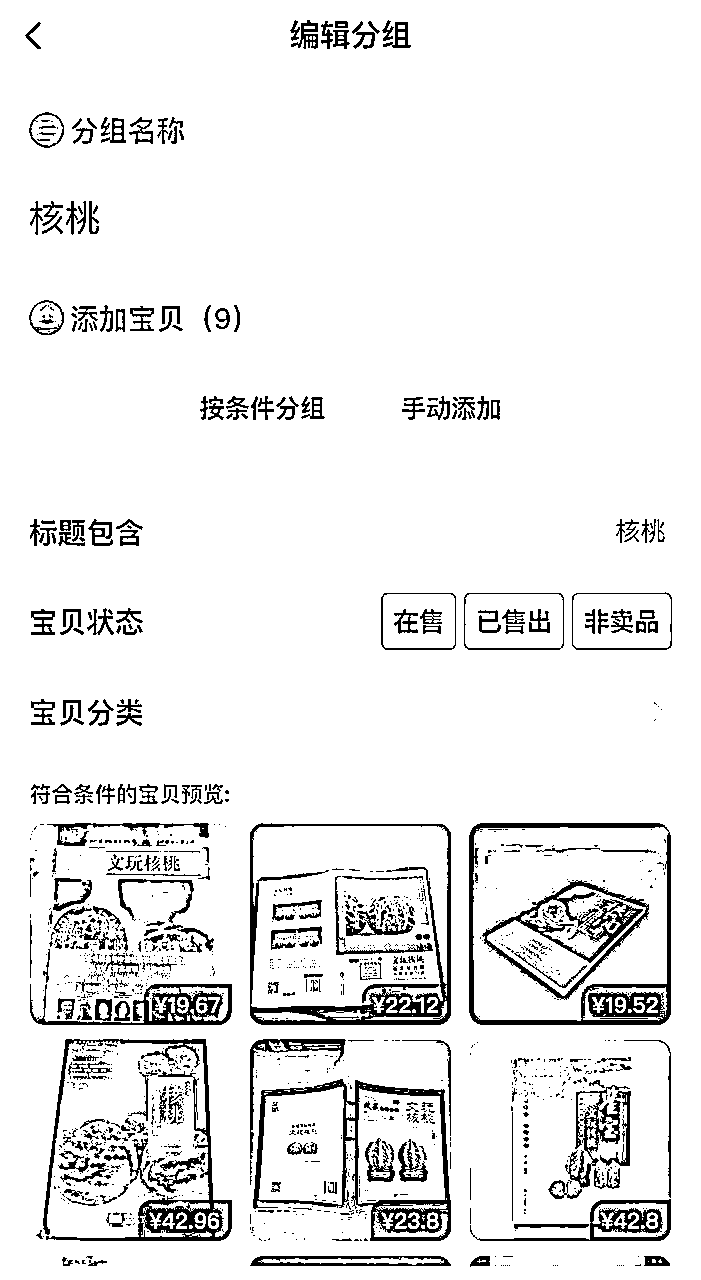 编辑分组
分组名称
核桃
添加宝贝（9）
按条件分组 手动添加
标题包含 核桃
宝贝状态 在售 已售出 非卖品
宝贝分类
符合条件的宝贝预览:
文玩核桃
¥19.67 ¥22.12 ¥19.52
¥42.96 ¥23.8 ¥42.8